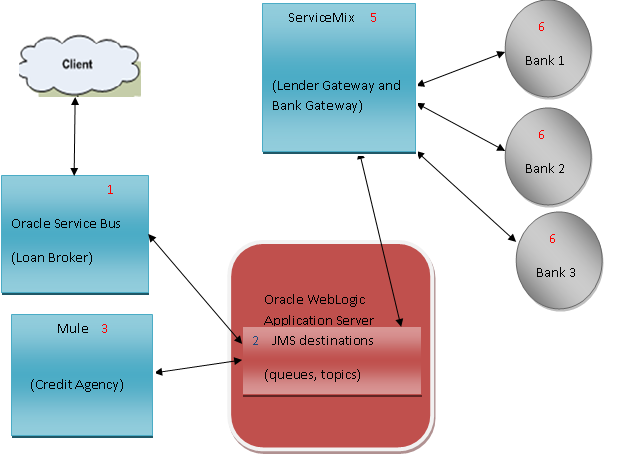 Client
1
Oracle Service Bus
(Loan Broker)
Mule 3
(Credit Agency)
ServiceMix 5
(Lender Gateway and
Bank Gateway)
Oracle WebLogic
Application Server
2 JMS destinations
(queues, topics)
6
Bank 1
6
Bank 2
6
Bank 3